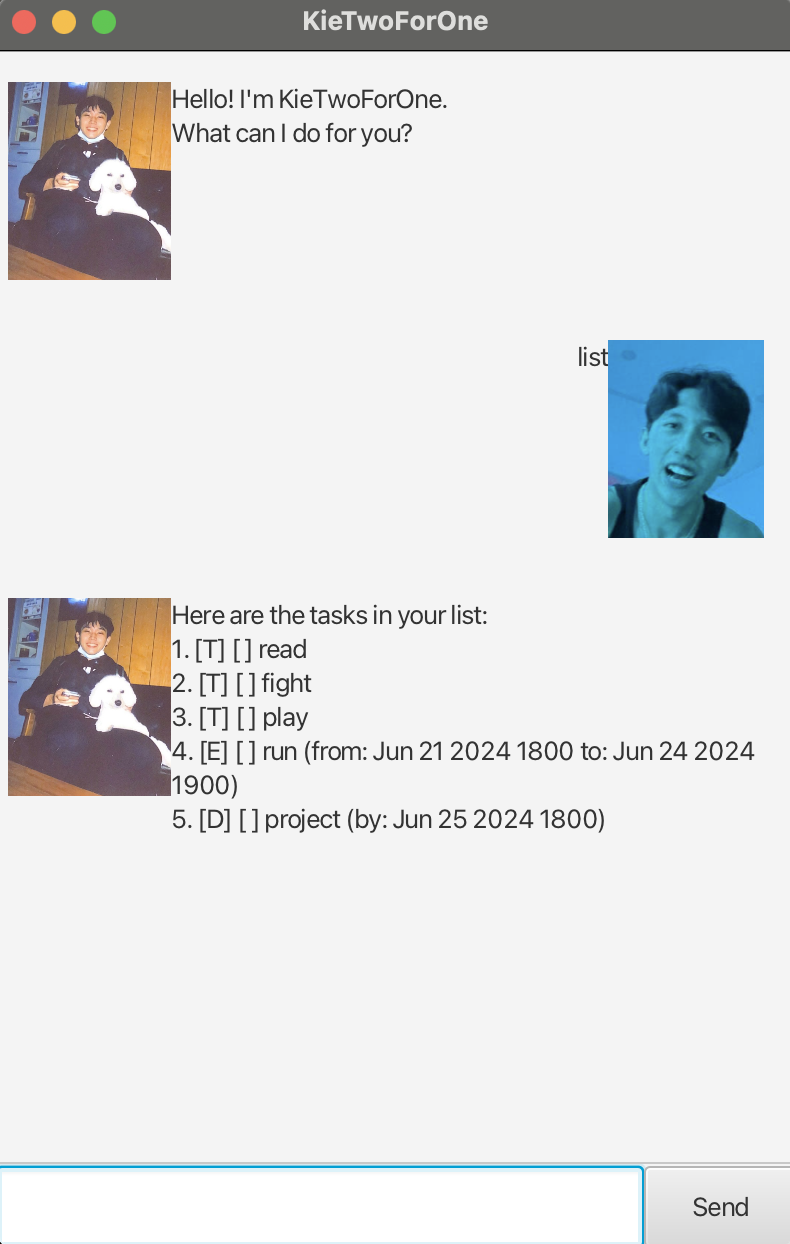 KieTwoForOne
Hello! I'm KieTwoForOne.
What can I do for you?
list
Here are the tasks in your list:
1. [T] [ ] read
2. [T] [ ] fight
3. [T] [ ] play
4. [E] [ ] run (from: Jun 21 2024 1800 to: Jun 24 2024
1900)
5. [D] [ ] project (by: Jun 25 2024 1800)
Send